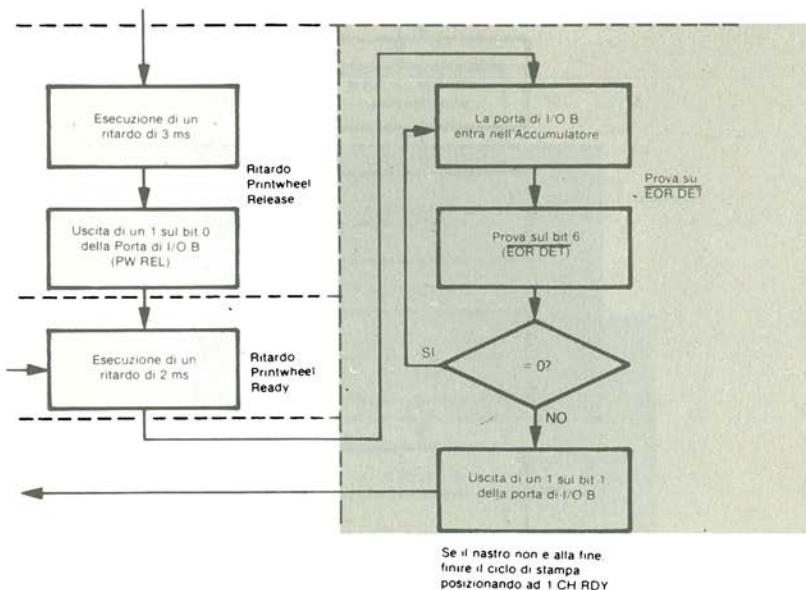 Esecuzione di un
ritardo di 3 ms
Ritardo
Printwheel
Release
Uscita di un 1 sul bit 0
della Porta di I/O B
(PW REL)
Esecuzione di un
ritardo di 2 ms
Ritardo
Printwheel
Ready
La porta di I/O B
entra nell'Accumulatore
Prova su
EOR DET
Prova sul bit 6
(EOR DET)
SI
= 0?
NO
Uscita di un 1 sul bit 1
della porta di I/O B
Se il nastro non e alla fine
finire il ciclo di stampa
posizionando ad 1 CH RDY